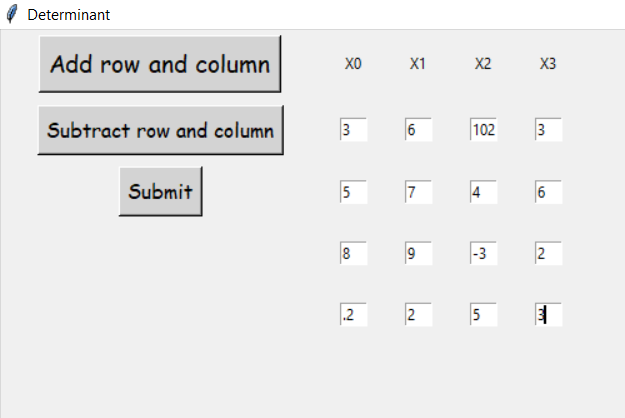 Determinant
Add row and column
Subtract row and column
Submit
X0 X1 X2 X3
3 6 102 3
5 7 4 6
8 9 -3 2
.2 2 5 3